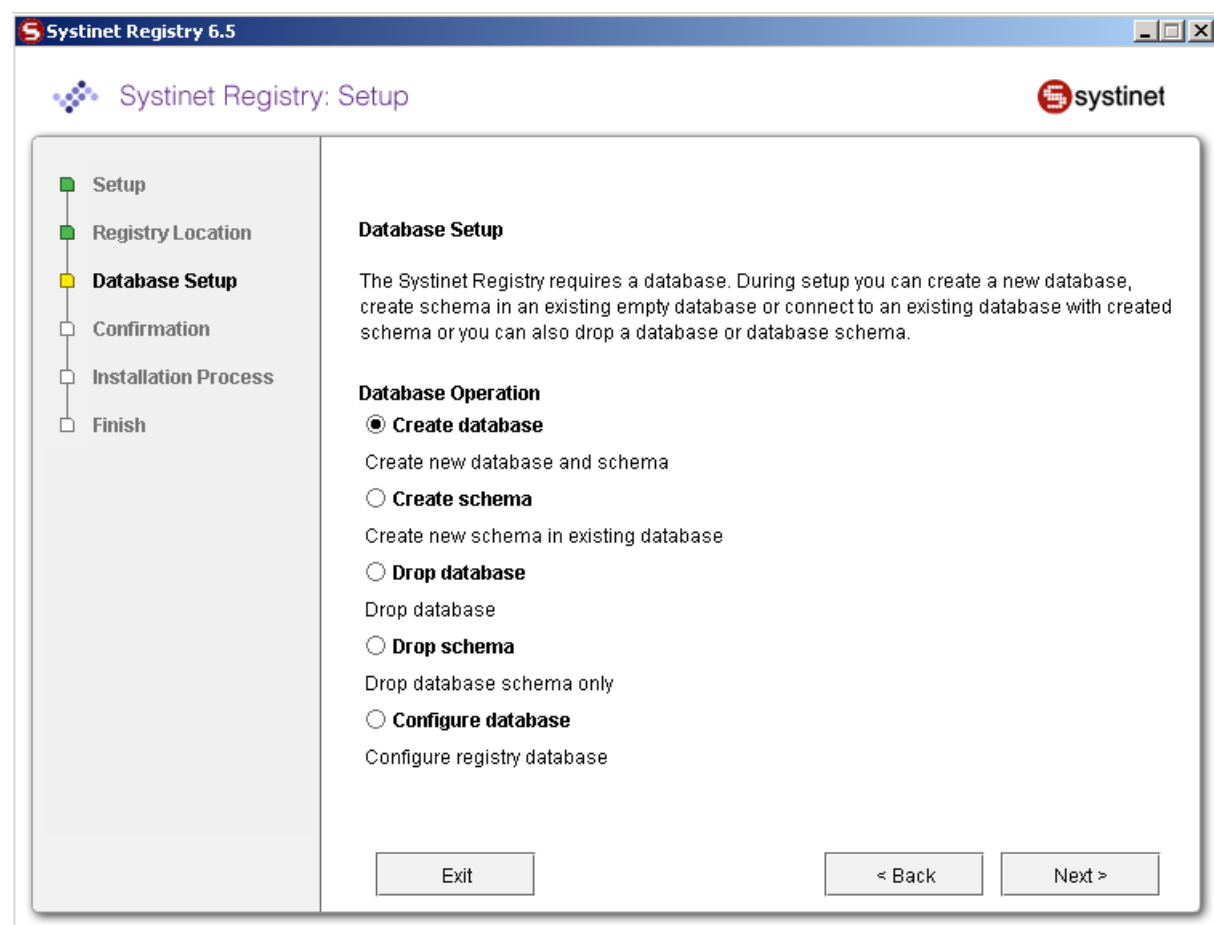 Systinet Registry 6.5
Systinet Registry: Setup
systinet
Setup
Registry Location
Database Setup
Confirmation
Installation Process
Finish
Database Setup
The Systinet Registry requires a database. During setup you can create a new database,
create schema in an existing empty database or connect to an existing database with created
schema or you can also drop a database or database schema.
Database Operation
Create database
Create new database and schema
Create schema
Create new schema in existing database
Drop database
Drop database
Drop schema
Drop database schema only
Configure database
Configure registry database
Exit
< Back
Next >